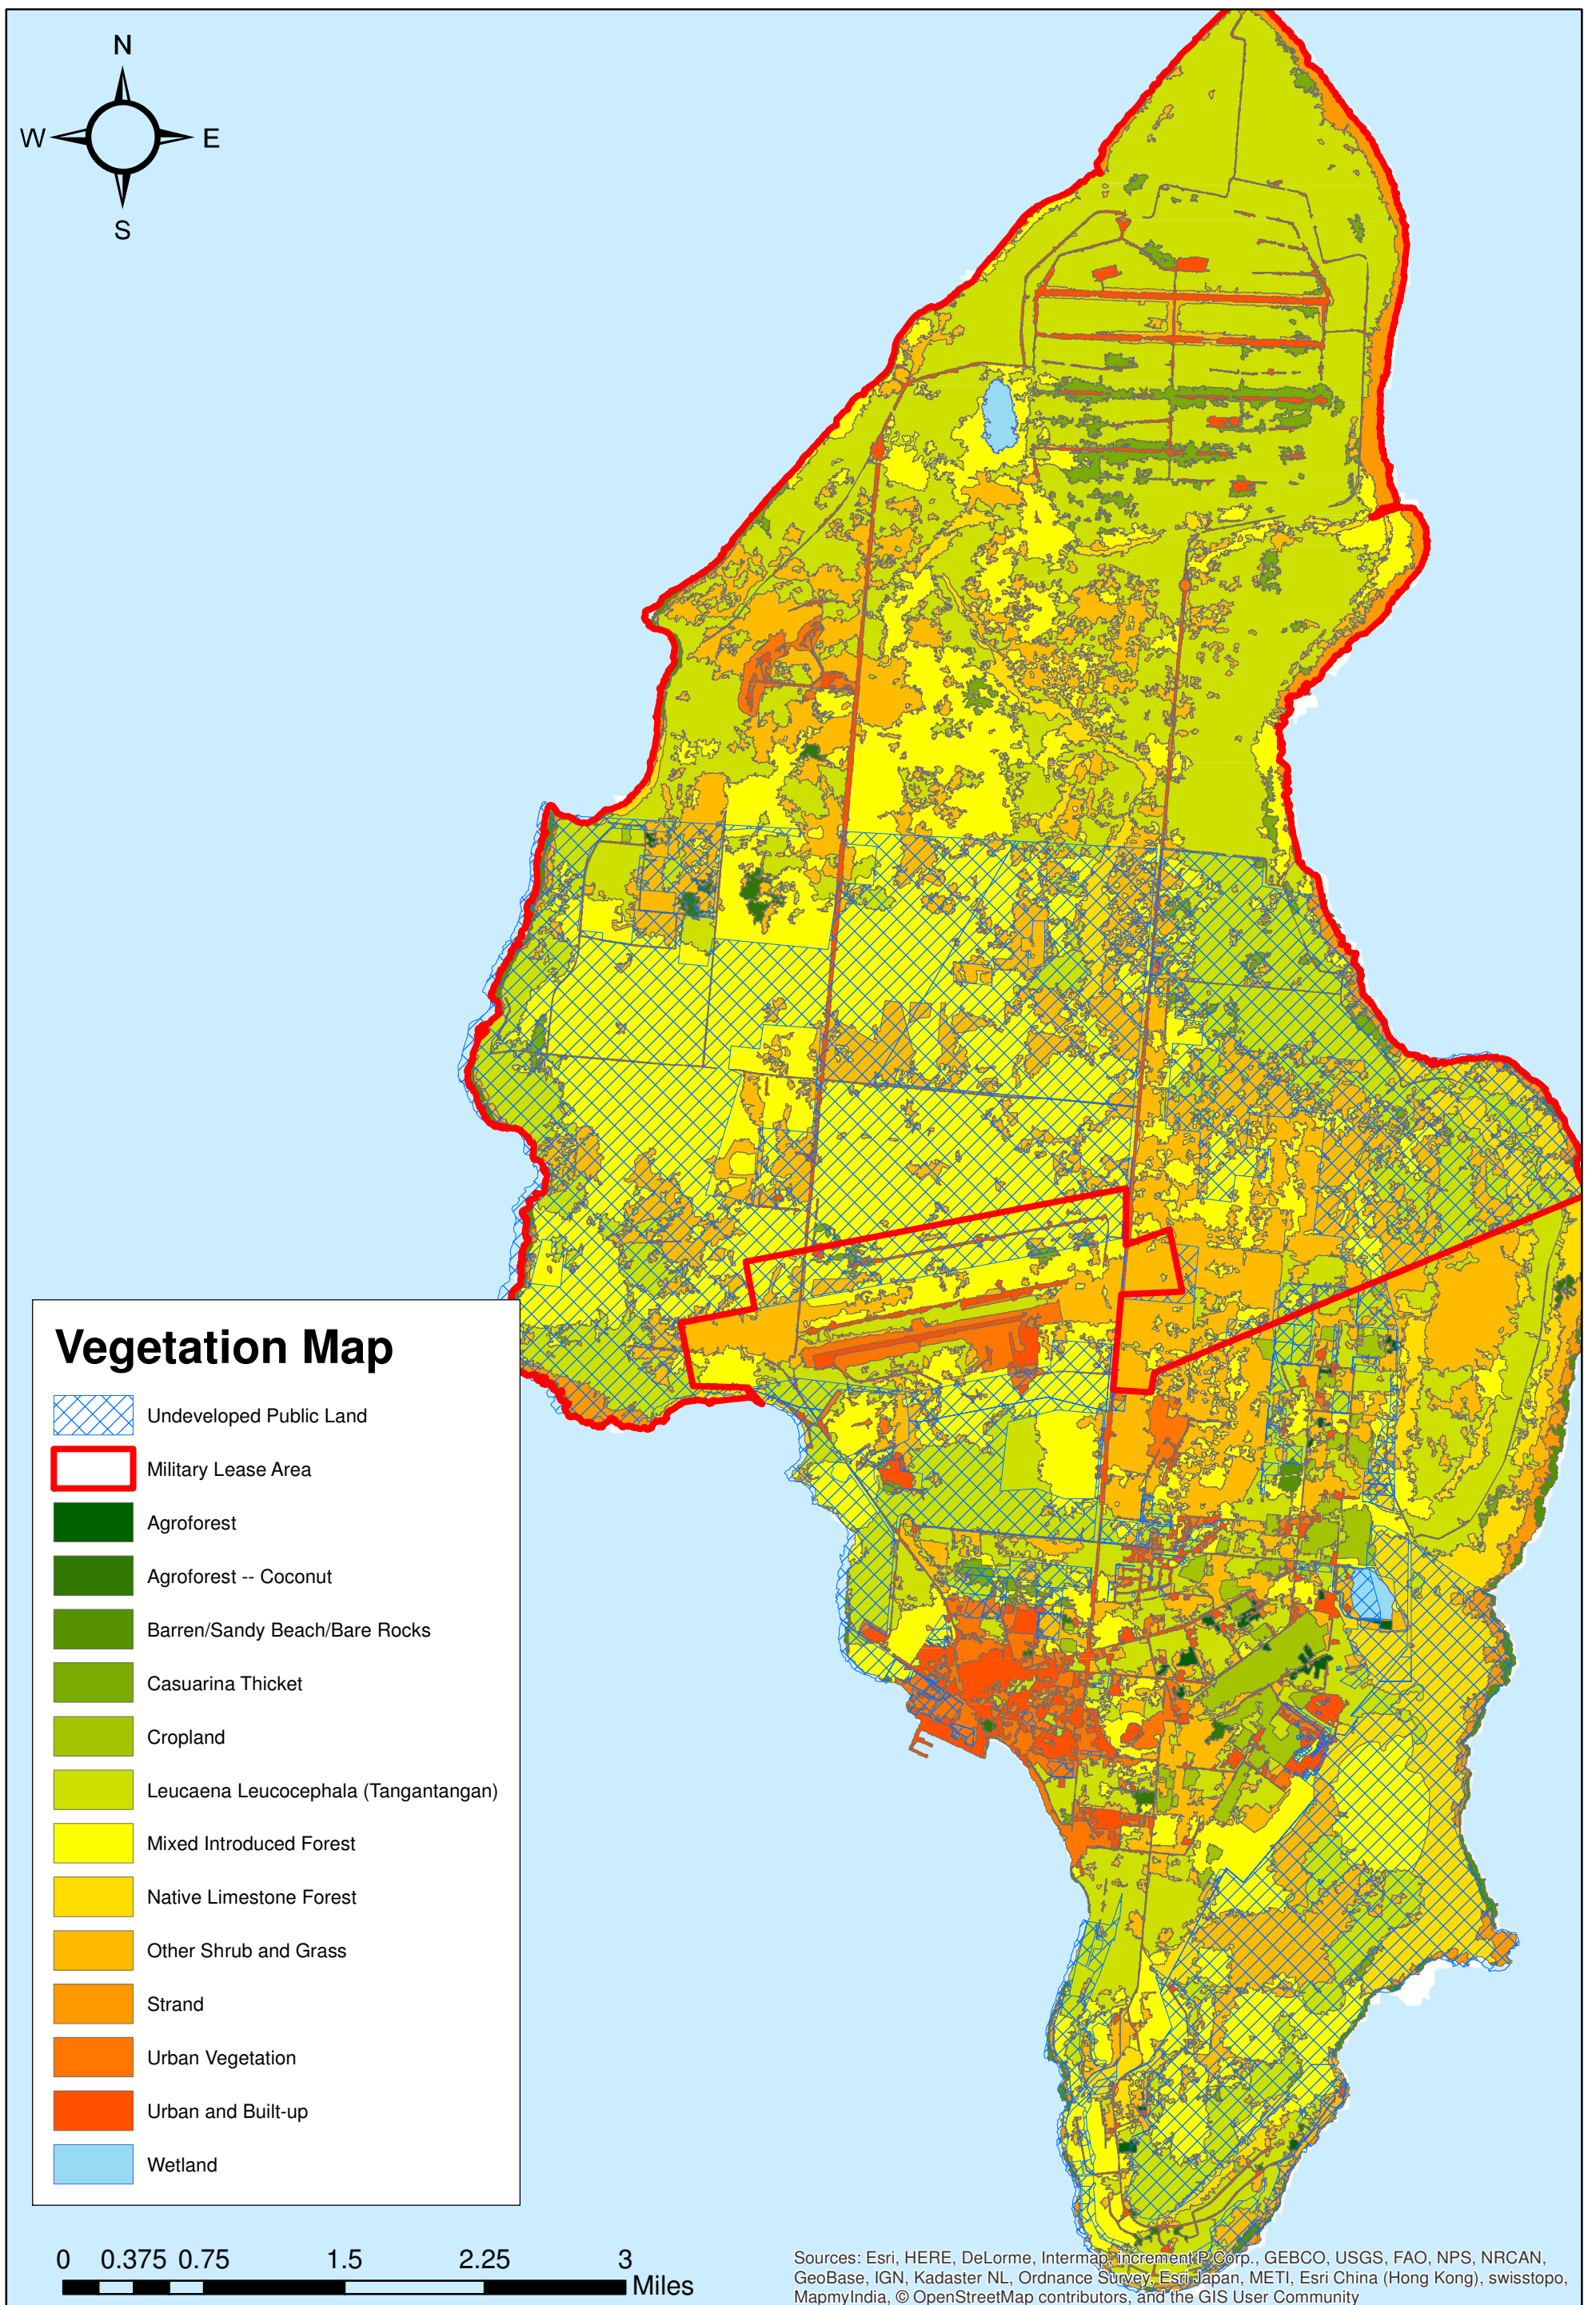 N
W E
S
Vegetation Map
Undeveloped Public Land
Military Lease Area
Agroforest
Agroforest -- Coconut
Barren/Sandy Beach/Bare Rocks
Casuarina Thicket
Cropland
Leucaena Leucocephala (Tangantangan)
Mixed Introduced Forest
Native Limestone Forest
Other Shrub and Grass
Strand
Urban Vegetation
Urban and Built-up
Wetland
0 0.375 0.75 1.5 2.25 3
Miles
Sources: Esri, HERE, DeLorme, Intermap, increment P Corp., GEBCO, USGS, FAO, NPS, NRCAN,
GeoBase, IGN, Kadaster NL, Ordnance Survey, Esri Japan, METI, Esri China (Hong Kong), swisstopo,
MapmyIndia, © OpenStreetMap contributors, and the GIS User Community